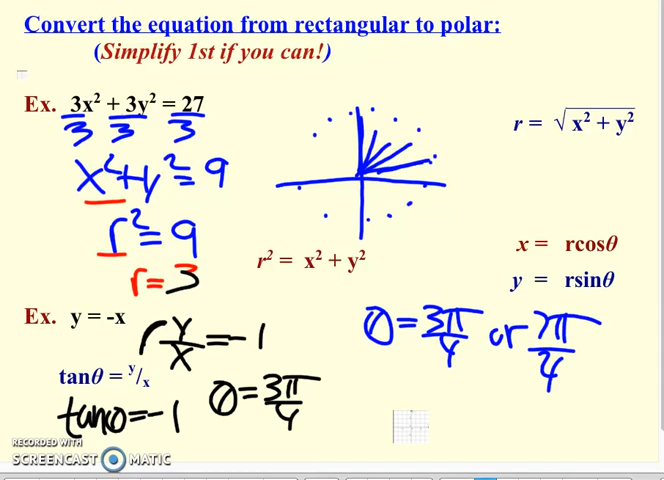 Convert the equation from rectangular to polar:
(Simplify 1st if you can!)
Ex. 3x² + 3y² = 27
3 3 3
x² + y² = 9
r² = 9
r = 3
r = √x² + y²
r² = x² + y²
x = rcosθ
y = rsinθ
Ex. y = -x
y/x = -1
tanθ = y/x
tanθ = -1
θ = 3π/4
θ = 3π/4 or 7π/4
RECORDED WITH
SCREENCAST O MATIC